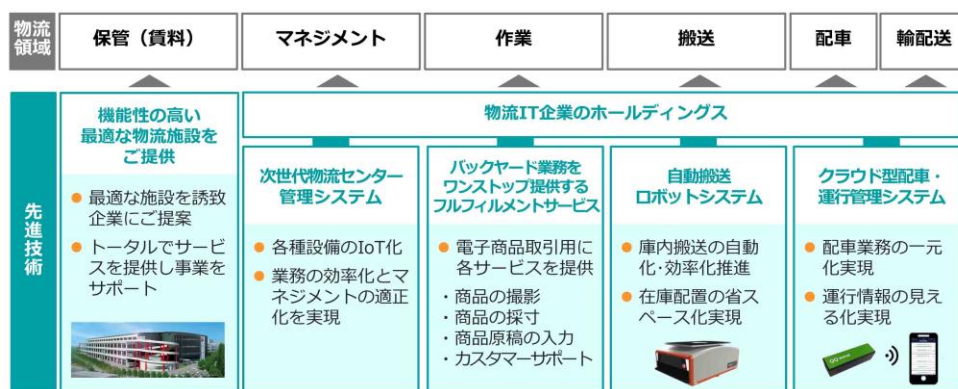 物流
領域
保管（賃料）
マネジメント
作業
搬送
配車
輸配送
先進技術
機能性の高い
最適な物流施設を
ご提供
● 最適な施設を誘致
企業にご提案
● トータルでサービ
スを提供し事業を
サポート
物流IT企業のホールディングス
次世代物流センター
管理システム
● 各種設備のIoT化
● 業務の効率化とマ
ネジメントの適正
化を実現
バックヤード業務を
ワンストップ提供する
フルフィルメントサービス
● 電子商品取引用に
各サービスを提供
・商品の撮影
・商品の採寸
・商品原稿の入力
・カスタマーサポート
自動搬送
ロボットシステム
● 庫内搬送の自動
化･効率化推進
● 在庫配置の省ス
ペース化実現
クラウド型配車・
運行管理システム
● 配車業務の一元
化実現
● 運行情報の見え
る化実現